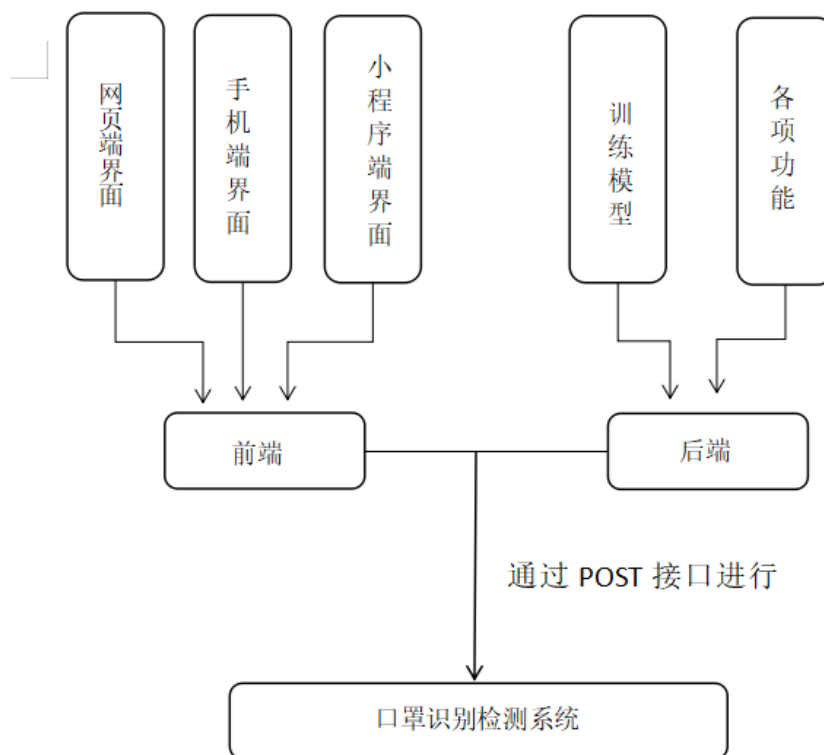 网页端界面
手机端界面
小程序端界面
训练模型
各项功能
前端
后端
通过 POST 接口进行
口罩识别检测系统